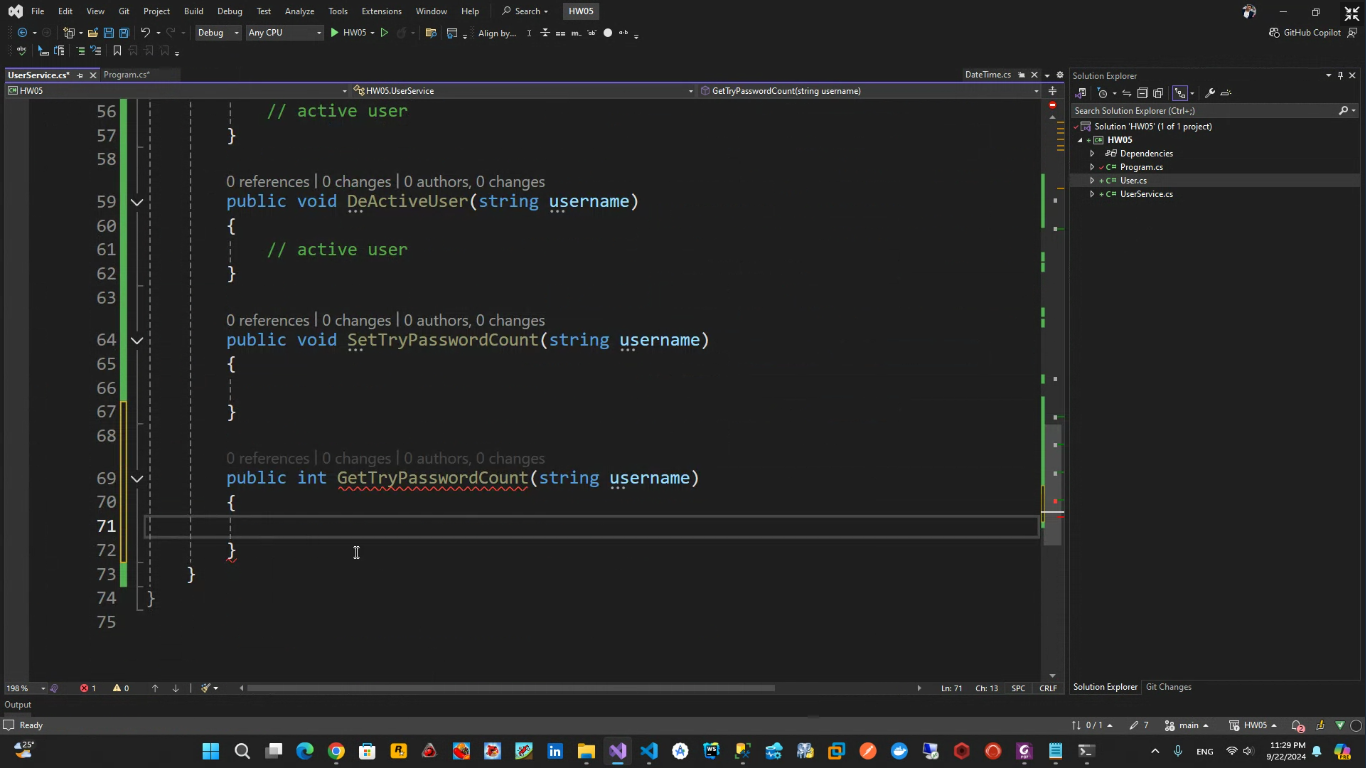 File Edit View Git Project Build Debug Test Analyze Tools Extensions Window Help Search HW05
GitHub Copilot
Debug Any CPU HW05 Align by...
UserService.cs* Program.cs* DateTime.cs
HW05 HW05.UserService GetTryPasswordCount(string username)
56 // active user
57 }
58
0 references | 0 changes | 0 authors, 0 changes
59 public void DeActiveUser(string username)
60 {
61 // active user
62 }
63
0 references | 0 changes | 0 authors, 0 changes
64 public void SetTryPasswordCount(string username)
65 {
66
67 }
68
0 references | 0 changes | 0 authors, 0 changes
69 public int GetTryPasswordCount(string username)
70 {
71
72 }
73 }
74 }
75
198 % 1 0 Ln: 71 Ch: 13 SPC CRLF
Output
Ready
Solution Explorer
Search Solution Explorer (Ctrl+;)
Solution 'HW05' (1 of 1 project)
HW05
Dependencies
C# Program.cs
C# User.cs
C# UserService.cs
Solution Explorer Git Changes
0 / 1 7 main HW05 2
25°
ENG 11:29 PM
9/22/2024